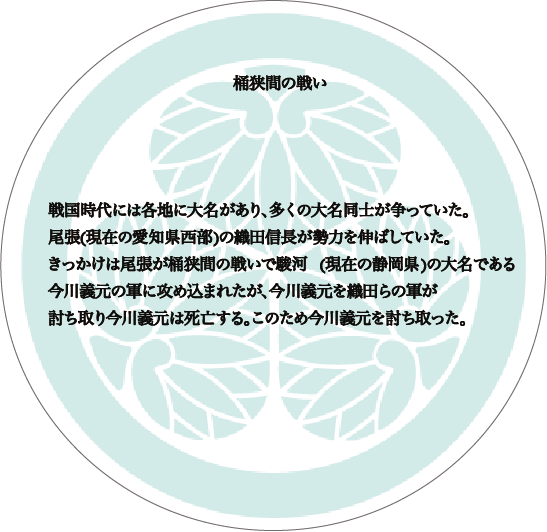 桶狭間の戦い
戦国時代には各地に大名があり、多くの大名同士が争っていた。
尾張(現在の愛知県西部)の織田信長が勢力を伸ばしていた。
きっかけは尾張が桶狭間の戦いで駿河　(現在の静岡県)の大名である
今川義元の軍に攻め込まれたが、今川義元を織田らの軍が
討ち取り今川義元は死亡する。このため今川義元を討ち取った。